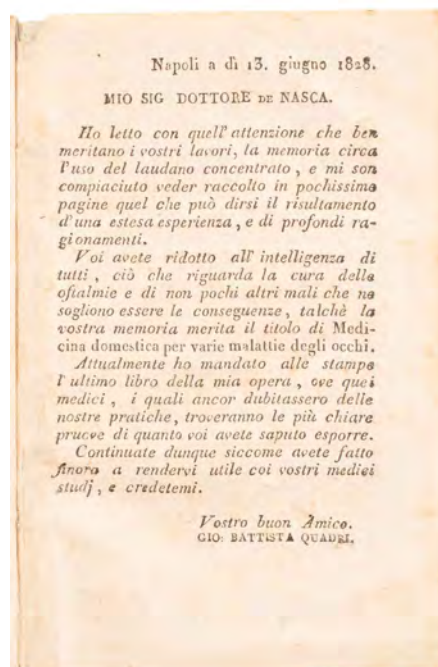 Napoli a dì 13. giugno 1828.
MIO SIG DOTTORE DE NASCA.
Ho letto con quell' attenzione che ben
meritano i vostri lavori, la memoria circa
l'uso del laudano concentrato, e mi son
compiaciuto veder raccolto in pochissime
pagine quel che può dirsi il risultamento
d'una estesa esperienza, e di profondi ra-
gionamenti.
Voi avete ridotto all' intelligenza di
tutti, ciò che riguarda la cura delle
oftalmie e di non pochi altri mali che ne
sogliono essere le conseguenze, talchè la
vostra memoria merita il titolo di Medi-
cina domestica per varie malattie degli occhi.
Attualmente ho mandato alle stampe
l' ultimo libro della mia opera, ove quei
medici, i quali ancor dubitassero delle
nostre pratiche, troveranno le più chiare
pruove di quanto voi avete saputo esporre.
Continuate dunque siccome avete fatto
finora a rendervi utile coi vostri medici
studj, e credetemi.
Vostro buon Amico.
GIO: BATTISTA QUADRI.